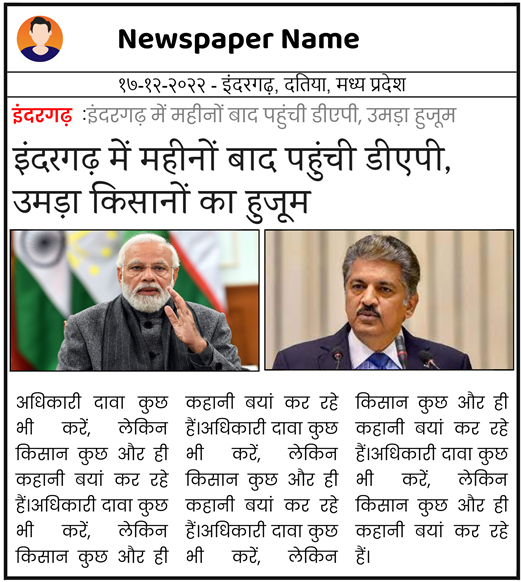 Newspaper Name
१७-१२-२०२२ - इंदरगढ़, दतिया, मध्य प्रदेश
इंदरगढ़ :इंदरगढ़ में महीनों बाद पहुंची डीएपी, उमड़ा हुजूम
इंदरगढ़ में महीनों बाद पहुंची डीएपी,
उमड़ा किसानों का हुजूम
अधिकारी दावा कुछ
भी करें, लेकिन
किसान कुछ और ही
कहानी बयां कर रहे
हैं।अधिकारी दावा कुछ
भी करें, लेकिन
किसान कुछ और ही
कहानी बयां कर रहे
हैं।अधिकारी दावा कुछ
भी करें, लेकिन
किसान कुछ और ही
कहानी बयां कर रहे
हैं।अधिकारी दावा कुछ
भी करें, लेकिन
किसान कुछ और ही
कहानी बयां कर रहे
हैं।अधिकारी दावा कुछ
भी करें, लेकिन
किसान कुछ और ही
कहानी बयां कर रहे
हैं।